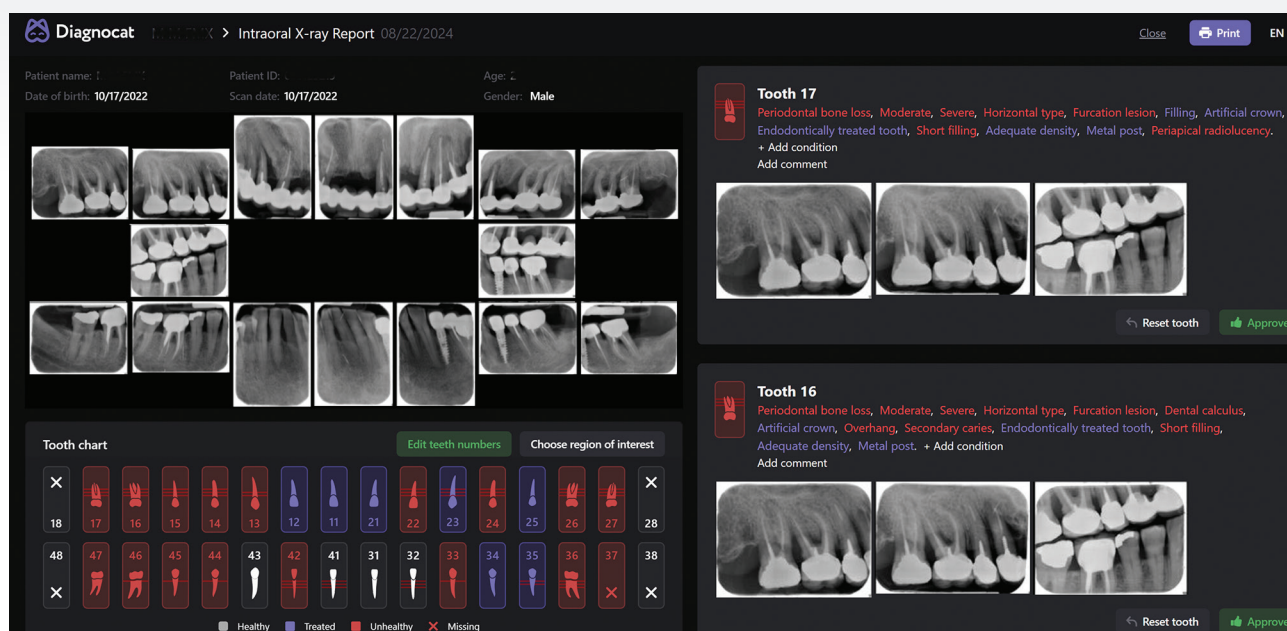 Diagnocat > Intraoral X-ray Report 08/22/2024
Close Print EN
Patient name: Patient ID: Age:
Date of birth: 10/17/2022 Scan date: 10/17/2022 Gender: Male
Tooth chart Edit teeth numbers Choose region of interest
18 17 16 15 14 13 12 11 21 22 23 24 25 26 27 28
48 47 46 45 44 43 42 41 31 32 33 34 35 36 37 38
Healthy Treated Unhealthy Missing
Tooth 17
Periodontal bone loss, Moderate, Severe, Horizontal type, Furcation lesion, Filling, Artificial crown,
Endodontically treated tooth, Short filling, Adequate density, Metal post, Periapical radiolucency.
+ Add condition
Add comment
Reset tooth Approve
Tooth 16
Periodontal bone loss, Moderate, Severe, Horizontal type, Furcation lesion, Dental calculus,
Artificial crown, Overhang, Secondary caries, Endodontically treated tooth, Short filling,
Adequate density, Metal post. + Add condition
Add comment
Reset tooth Approve